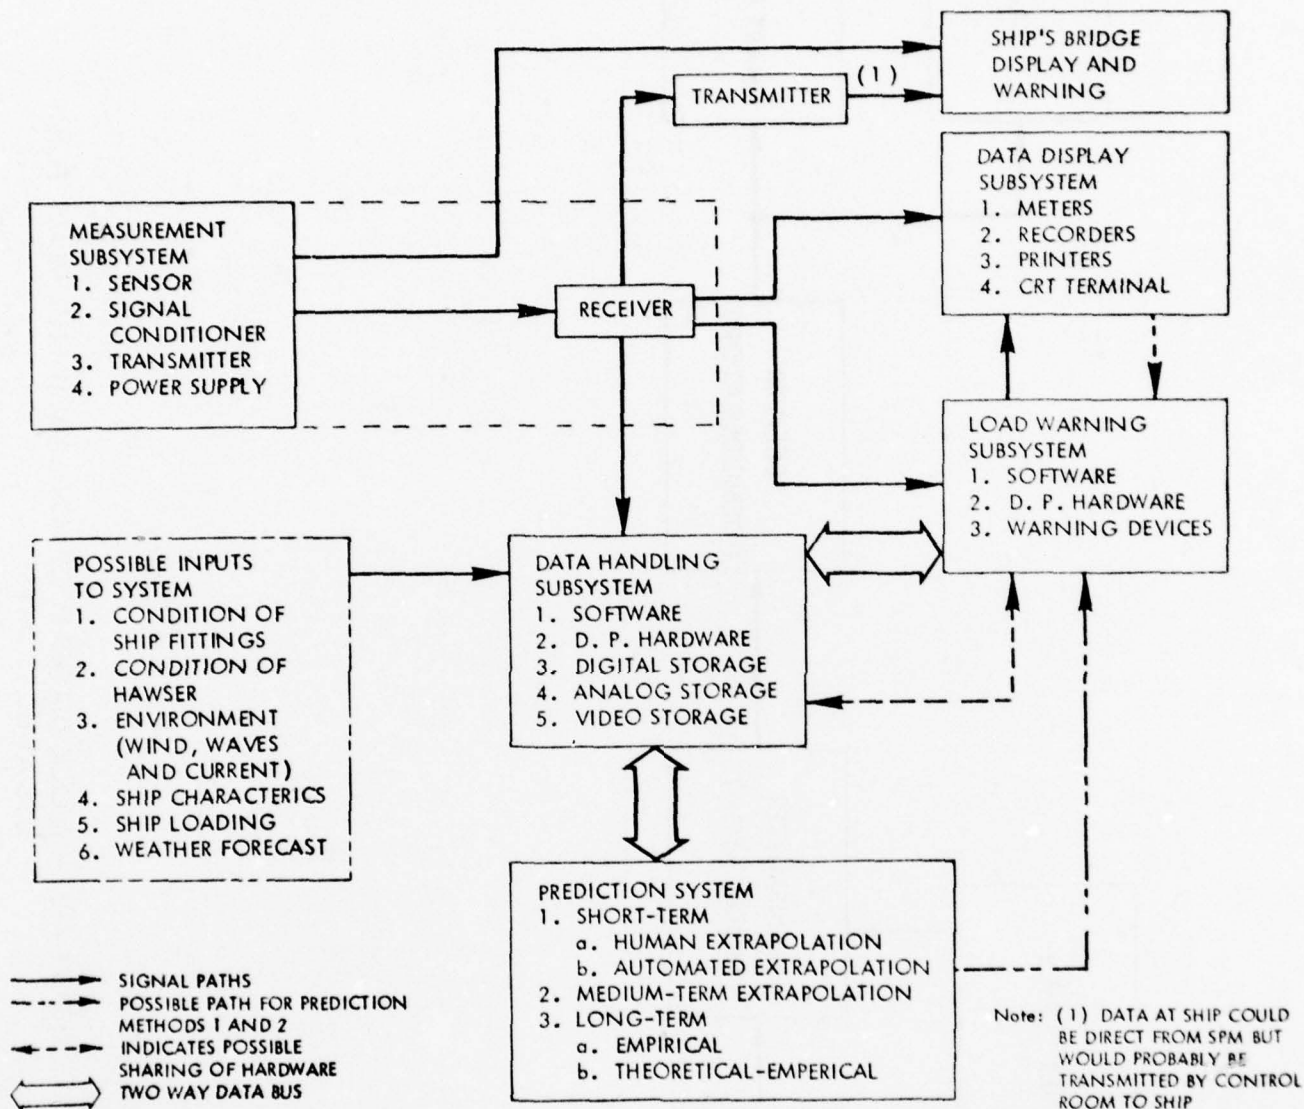 SHIP'S BRIDGE
DISPLAY AND
WARNING
TRANSMITTER
(1)
DATA DISPLAY
SUBSYSTEM
1. METERS
2. RECORDERS
3. PRINTERS
4. CRT TERMINAL
MEASUREMENT
SUBSYSTEM
1. SENSOR
2. SIGNAL
CONDITIONER
3. TRANSMITTER
4. POWER SUPPLY
RECEIVER
LOAD WARNING
SUBSYSTEM
1. SOFTWARE
2. D. P. HARDWARE
3. WARNING DEVICES
POSSIBLE INPUTS
TO SYSTEM
1. CONDITION OF
SHIP FITTINGS
2. CONDITION OF
HAWSER
3. ENVIRONMENT
(WIND, WAVES
AND CURRENT)
4. SHIP CHARACTERICS
5. SHIP LOADING
6. WEATHER FORECAST
DATA HANDLING
SUBSYSTEM
1. SOFTWARE
2. D. P. HARDWARE
3. DIGITAL STORAGE
4. ANALOG STORAGE
5. VIDEO STORAGE
PREDICTION SYSTEM
1. SHORT-TERM
a. HUMAN EXTRAPOLATION
b. AUTOMATED EXTRAPOLATION
2. MEDIUM-TERM EXTRAPOLATION
3. LONG-TERM
a. EMPIRICAL
b. THEORETICAL-EMPERICAL
SIGNAL PATHS
POSSIBLE PATH FOR PREDICTION
METHODS 1 AND 2
INDICATES POSSIBLE
SHARING OF HARDWARE
TWO WAY DATA BUS
Note: (1) DATA AT SHIP COULD
BE DIRECT FROM SPM BUT
WOULD PROBABLY BE
TRANSMITTED BY CONTROL
ROOM TO SHIP